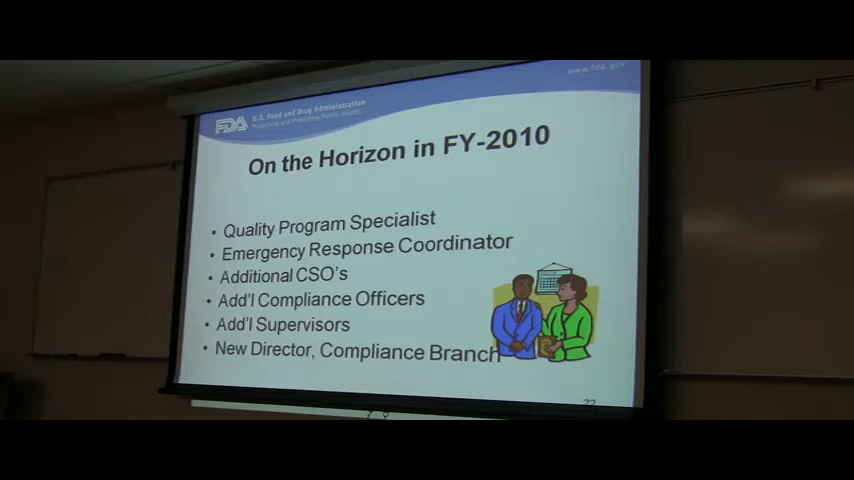 www.fda.gov
FDA
U.S. Food and Drug Administration
Protecting and Promoting Public Health
On the Horizon in FY-2010
• Quality Program Specialist
• Emergency Response Coordinator
• Additional CSO's
• Add'l Compliance Officers
• Add'l Supervisors
• New Director, Compliance Branch
22